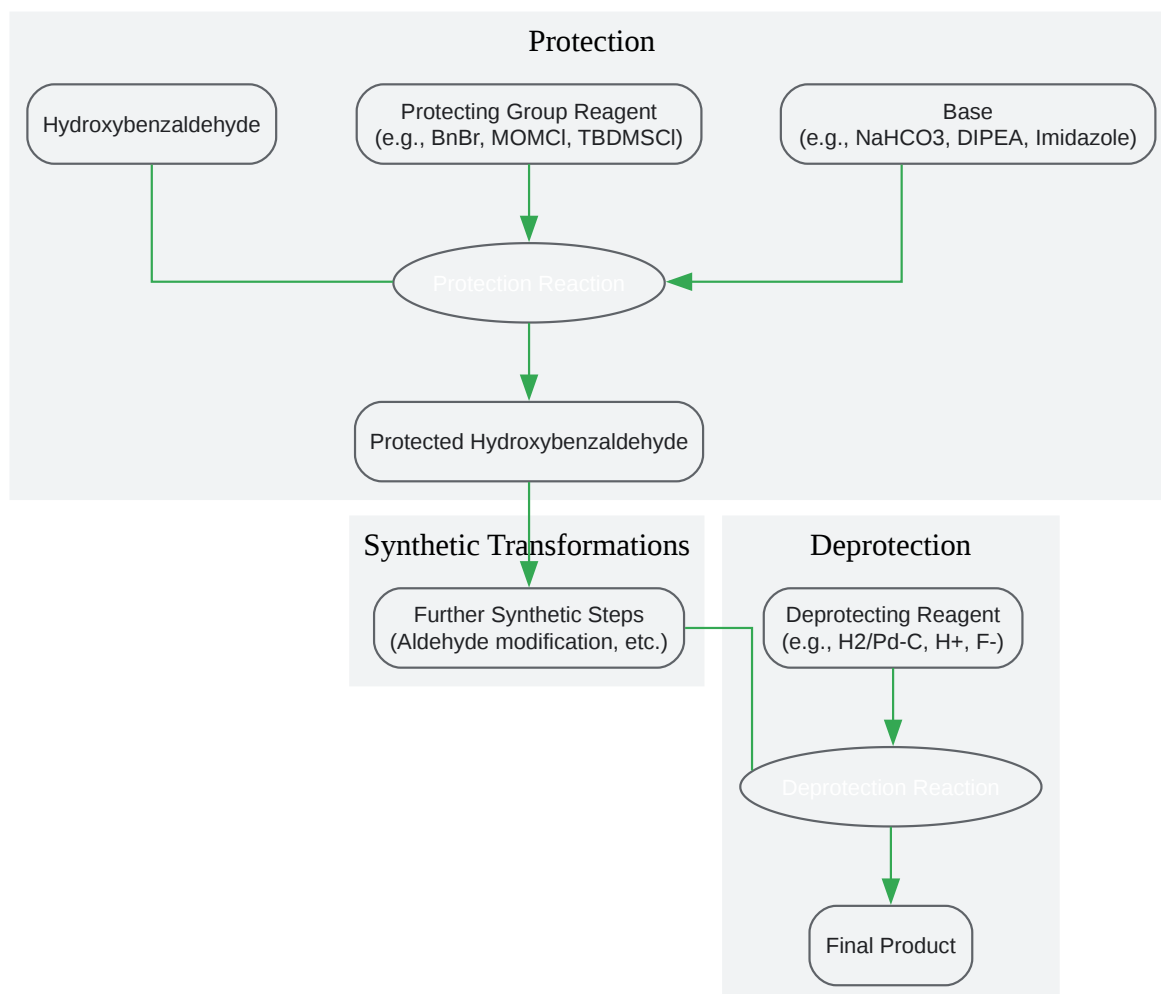 Protection
Hydroxybenzaldehyde
Protecting Group Reagent
(e.g., BnBr, MOMCl, TBDMSCl)
Base
(e.g., NaHCO3, DIPEA, Imidazole)
Protection Reaction
Protected Hydroxybenzaldehyde
Synthetic Transformations
Further Synthetic Steps
(Aldehyde modification, etc.)
Deprotection
Deprotecting Reagent
(e.g., H2/Pd-C, H+, F-)
Deprotection Reaction
Final Product